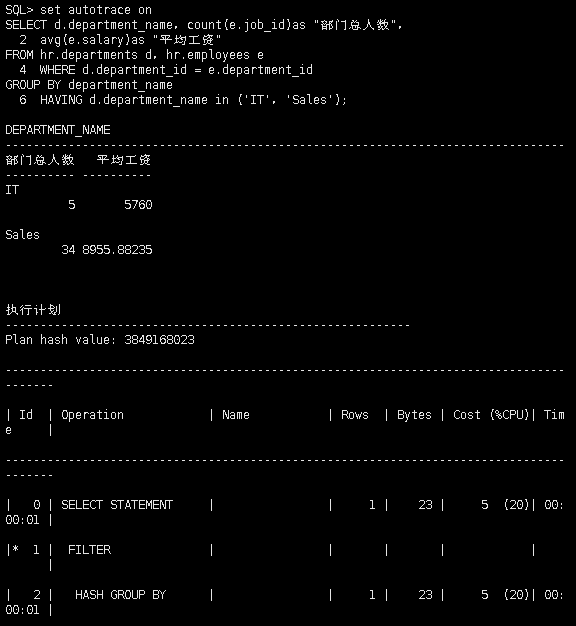 SQL> set autotrace on
SELECT d.department_name, count(e.job_id)as "部门总人数",
  2  avg(e.salary)as "平均工资"
FROM hr.departments d, hr.employees e
  4  WHERE d.department_id = e.department_id
GROUP BY department_name
  6  HAVING d.department_name in ('IT', 'Sales');
DEPARTMENT_NAME
--------------------------------------------------------------------------------
部门总人数   平均工资
---------- ----------
IT
         5       5760
Sales
        34 8955.88235
执行计划
----------------------------------------------------------
Plan hash value: 3849168023
--------------------------------------------------------------------------------
-------
| Id  | Operation            | Name           | Rows  | Bytes | Cost (%CPU)| Tim
e     |
--------------------------------------------------------------------------------
-------
|   0 | SELECT STATEMENT     |                |     1 |    23 |     5  (20)| 00:
00:01 |
|*  1 |  FILTER              |                |       |       |            |
      |
|   2 |   HASH GROUP BY      |                |     1 |    23 |     5  (20)| 00:
00:01 |